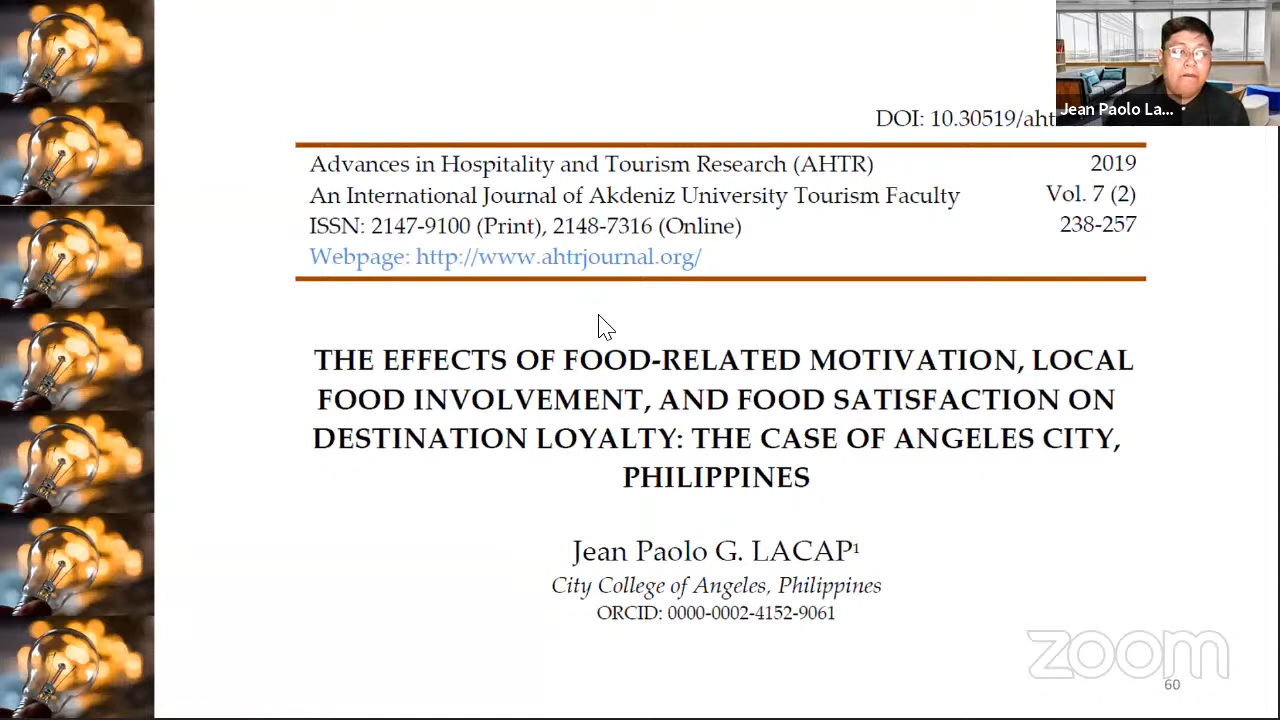 Jean Paolo La...
DOI: 10.30519/aht
Advances in Hospitality and Tourism Research (AHTR)
2019
An International Journal of Akdeniz University Tourism Faculty
Vol. 7 (2)
ISSN: 2147-9100 (Print), 2148-7316 (Online)
238-257
Webpage: http://www.ahtrjournal.org/
THE EFFECTS OF FOOD-RELATED MOTIVATION, LOCAL
FOOD INVOLVEMENT, AND FOOD SATISFACTION ON
DESTINATION LOYALTY: THE CASE OF ANGELES CITY,
PHILIPPINES
Jean Paolo G. LACAP¹
City College of Angeles, Philippines
ORCID: 0000-0002-4152-9061
zoom
60